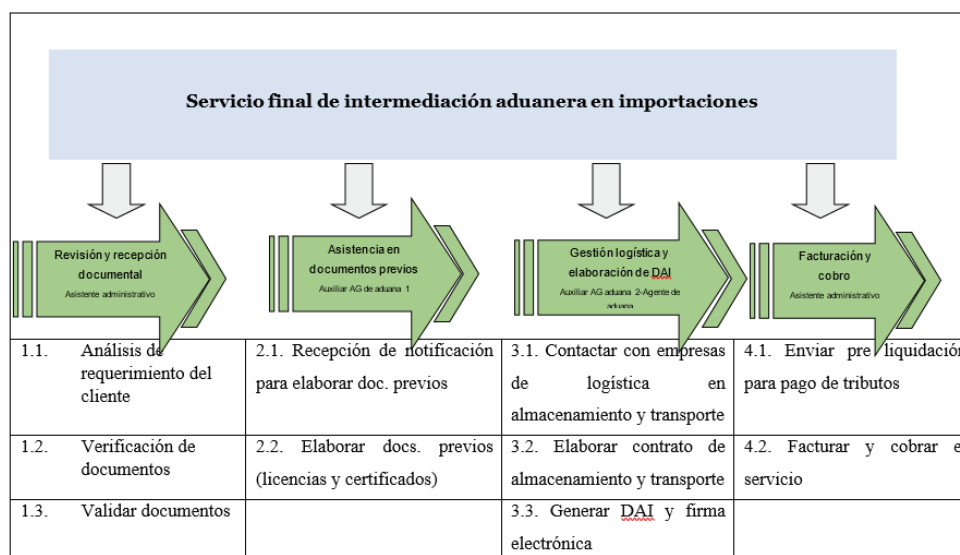 Servicio final de intermediación aduanera en importaciones
Revisión y recepción
documental
Asistente administrativo
Asistencia en
documentos previos
Auxiliar AG de aduana 1
Gestión logística y
elaboración de DAI
Auxiliar AG aduana 2-Agente de
aduana
Facturación y
cobro
Asistente administrativo
1.1. Análisis de
requerimiento del
cliente
2.1. Recepción de notificación
para elaborar doc. previos
3.1. Contactar con empresas
de logística en
almacenamiento y transporte
4.1. Enviar pre liquidación
para pago de tributos
1.2. Verificación de
documentos
2.2. Elaborar docs. previos
(licencias y certificados)
3.2. Elaborar contrato de
almacenamiento y transporte
4.2. Facturar y cobrar e
servicio
1.3. Validar documentos
3.3. Generar DAI y firma
electrónica